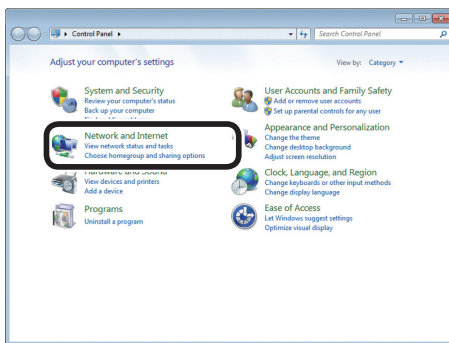 Control Panel
Search Control Panel
Adjust your computer's settings
View by: Category
System and Security
Review your computer's status
Back up your computer
Network and Internet
View network status and tasks
Choose homegroup and sharing options
Hardware and Sound
View devices and printers
Add a device
Programs
Uninstall a program
User Accounts and Family Safety
Add or remove user accounts
Set up parental controls for any user
Appearance and Personalization
Change the theme
Change desktop background
Adjust screen resolution
Clock, Language, and Region
Change keyboards or other input methods
Change display language
Ease of Access
Let Windows suggest settings
Optimize visual display